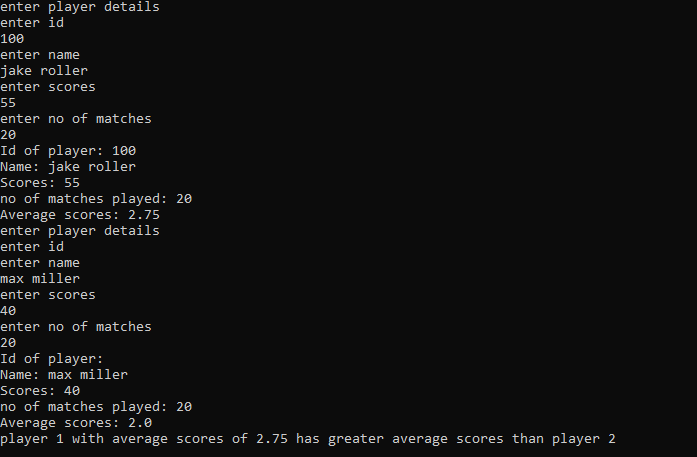 enter player details
enter id
100
enter name
jake roller
enter scores
55
enter no of matches
20
Id of player: 100
Name: jake roller
Scores: 55
no of matches played: 20
Average scores: 2.75
enter player details
enter id
enter name
max miller
enter scores
40
enter no of matches
20
Id of player:
Name: max miller
Scores: 40
no of matches played: 20
Average scores: 2.0
player 1 with average scores of 2.75 has greater average scores than player 2